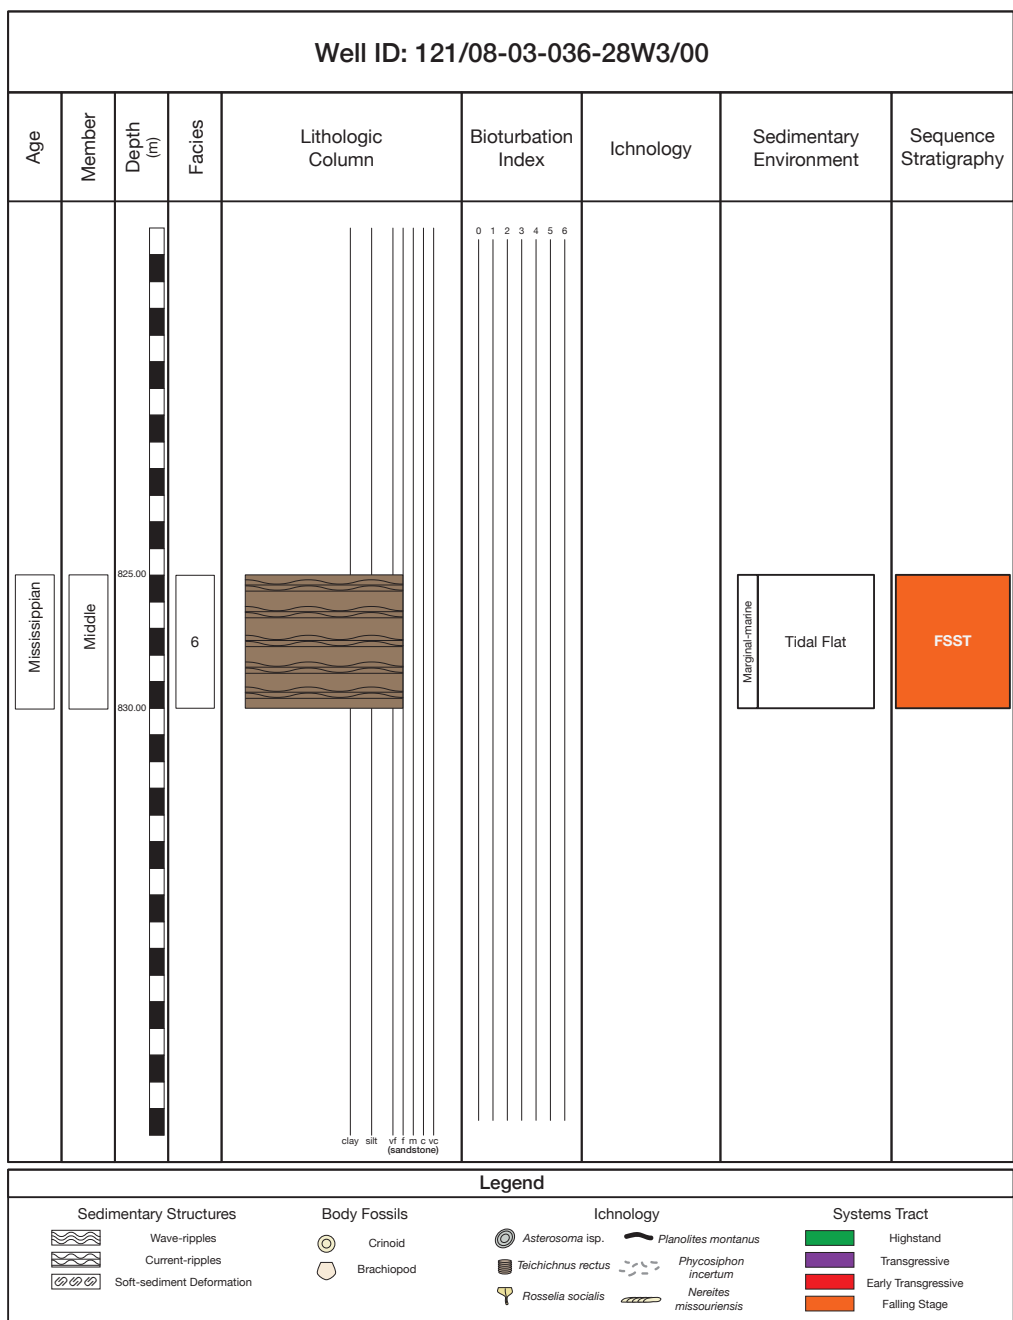 Well ID: 121/08-03-036-28W3/00
Age
Member
Depth
(m)
Facies
Lithologic
Column
Bioturbation
Index
Ichnology
Sedimentary
Environment
Sequence
Stratigraphy
0 1 2 3 4 5 6
825.00
Mississippian
Middle
6
Marginal-marine
Tidal Flat
FSST
830.00
clay silt vf f m c vc
(sandstone)
Legend
Sedimentary Structures
Wave-ripples
Current-ripples
Soft-sediment Deformation
Body Fossils
Crinoid
Brachiopod
Ichnology
Asterosoma isp.
Teichichnus rectus
Rosselia socialis
Planolites montanus
Phycosiphon
incertum
Nereites
missouriensis
Systems Tract
Highstand
Transgressive
Early Transgressive
Falling Stage